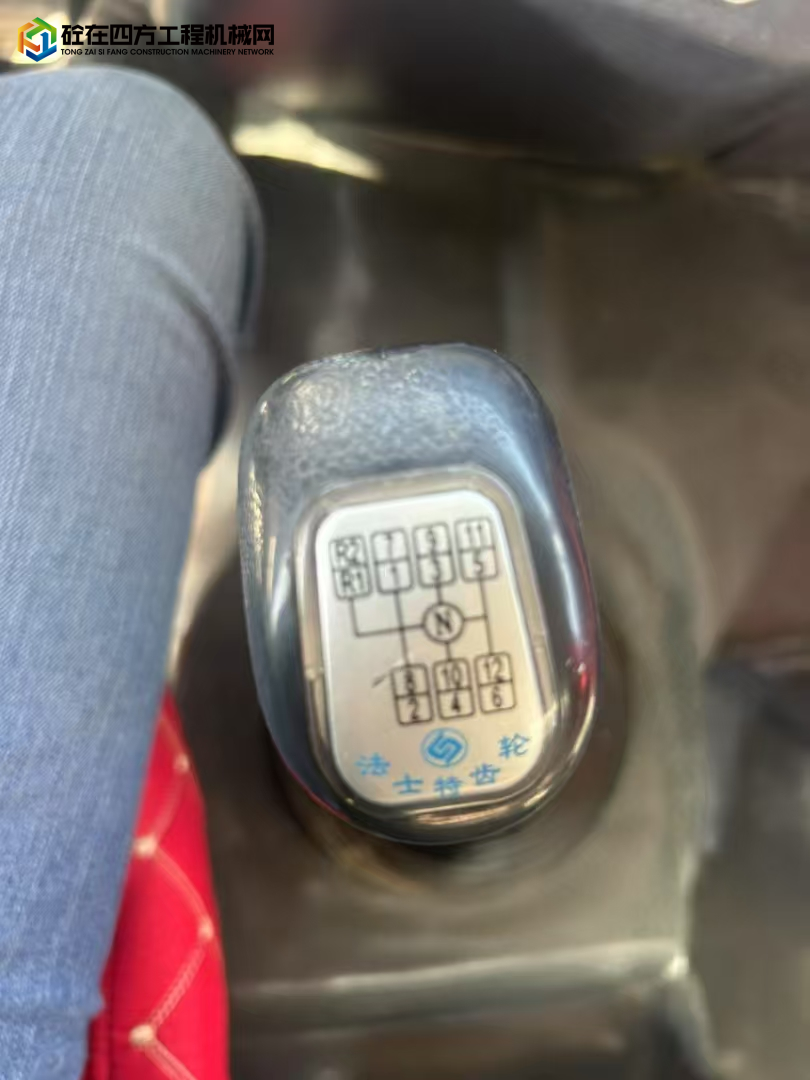 砼在四方工程机械网
TONG ZAI SI FANG CONSTRUCTION MACHINERY NETWORK
R2 7 9 11
R1 1 3 5
N
8 10 12
2 4 6
法士特齿轮